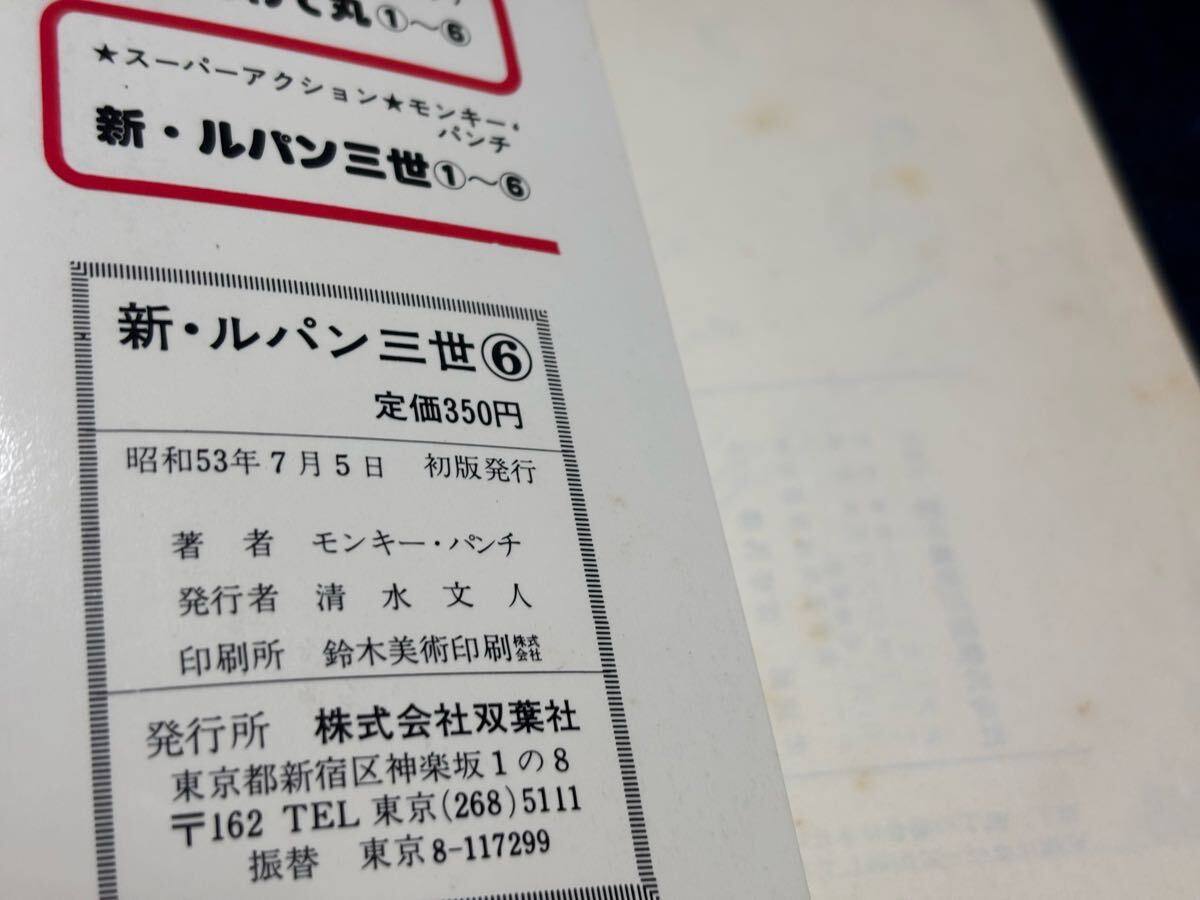 丸①〜⑥
★スーパーアクション★モンキー・
パンチ
新・ルパン三世①〜⑥
新・ルパン三世⑥
定価350円
昭和53年7月5日 初版発行
著者 モンキー・パンチ
発行者 清水文人
印刷所 鈴木美術印刷株式会社
発行所 株式会社双葉社
東京都新宿区神楽坂1の8
〒162 TEL 東京(268)5111
振替 東京8-117299